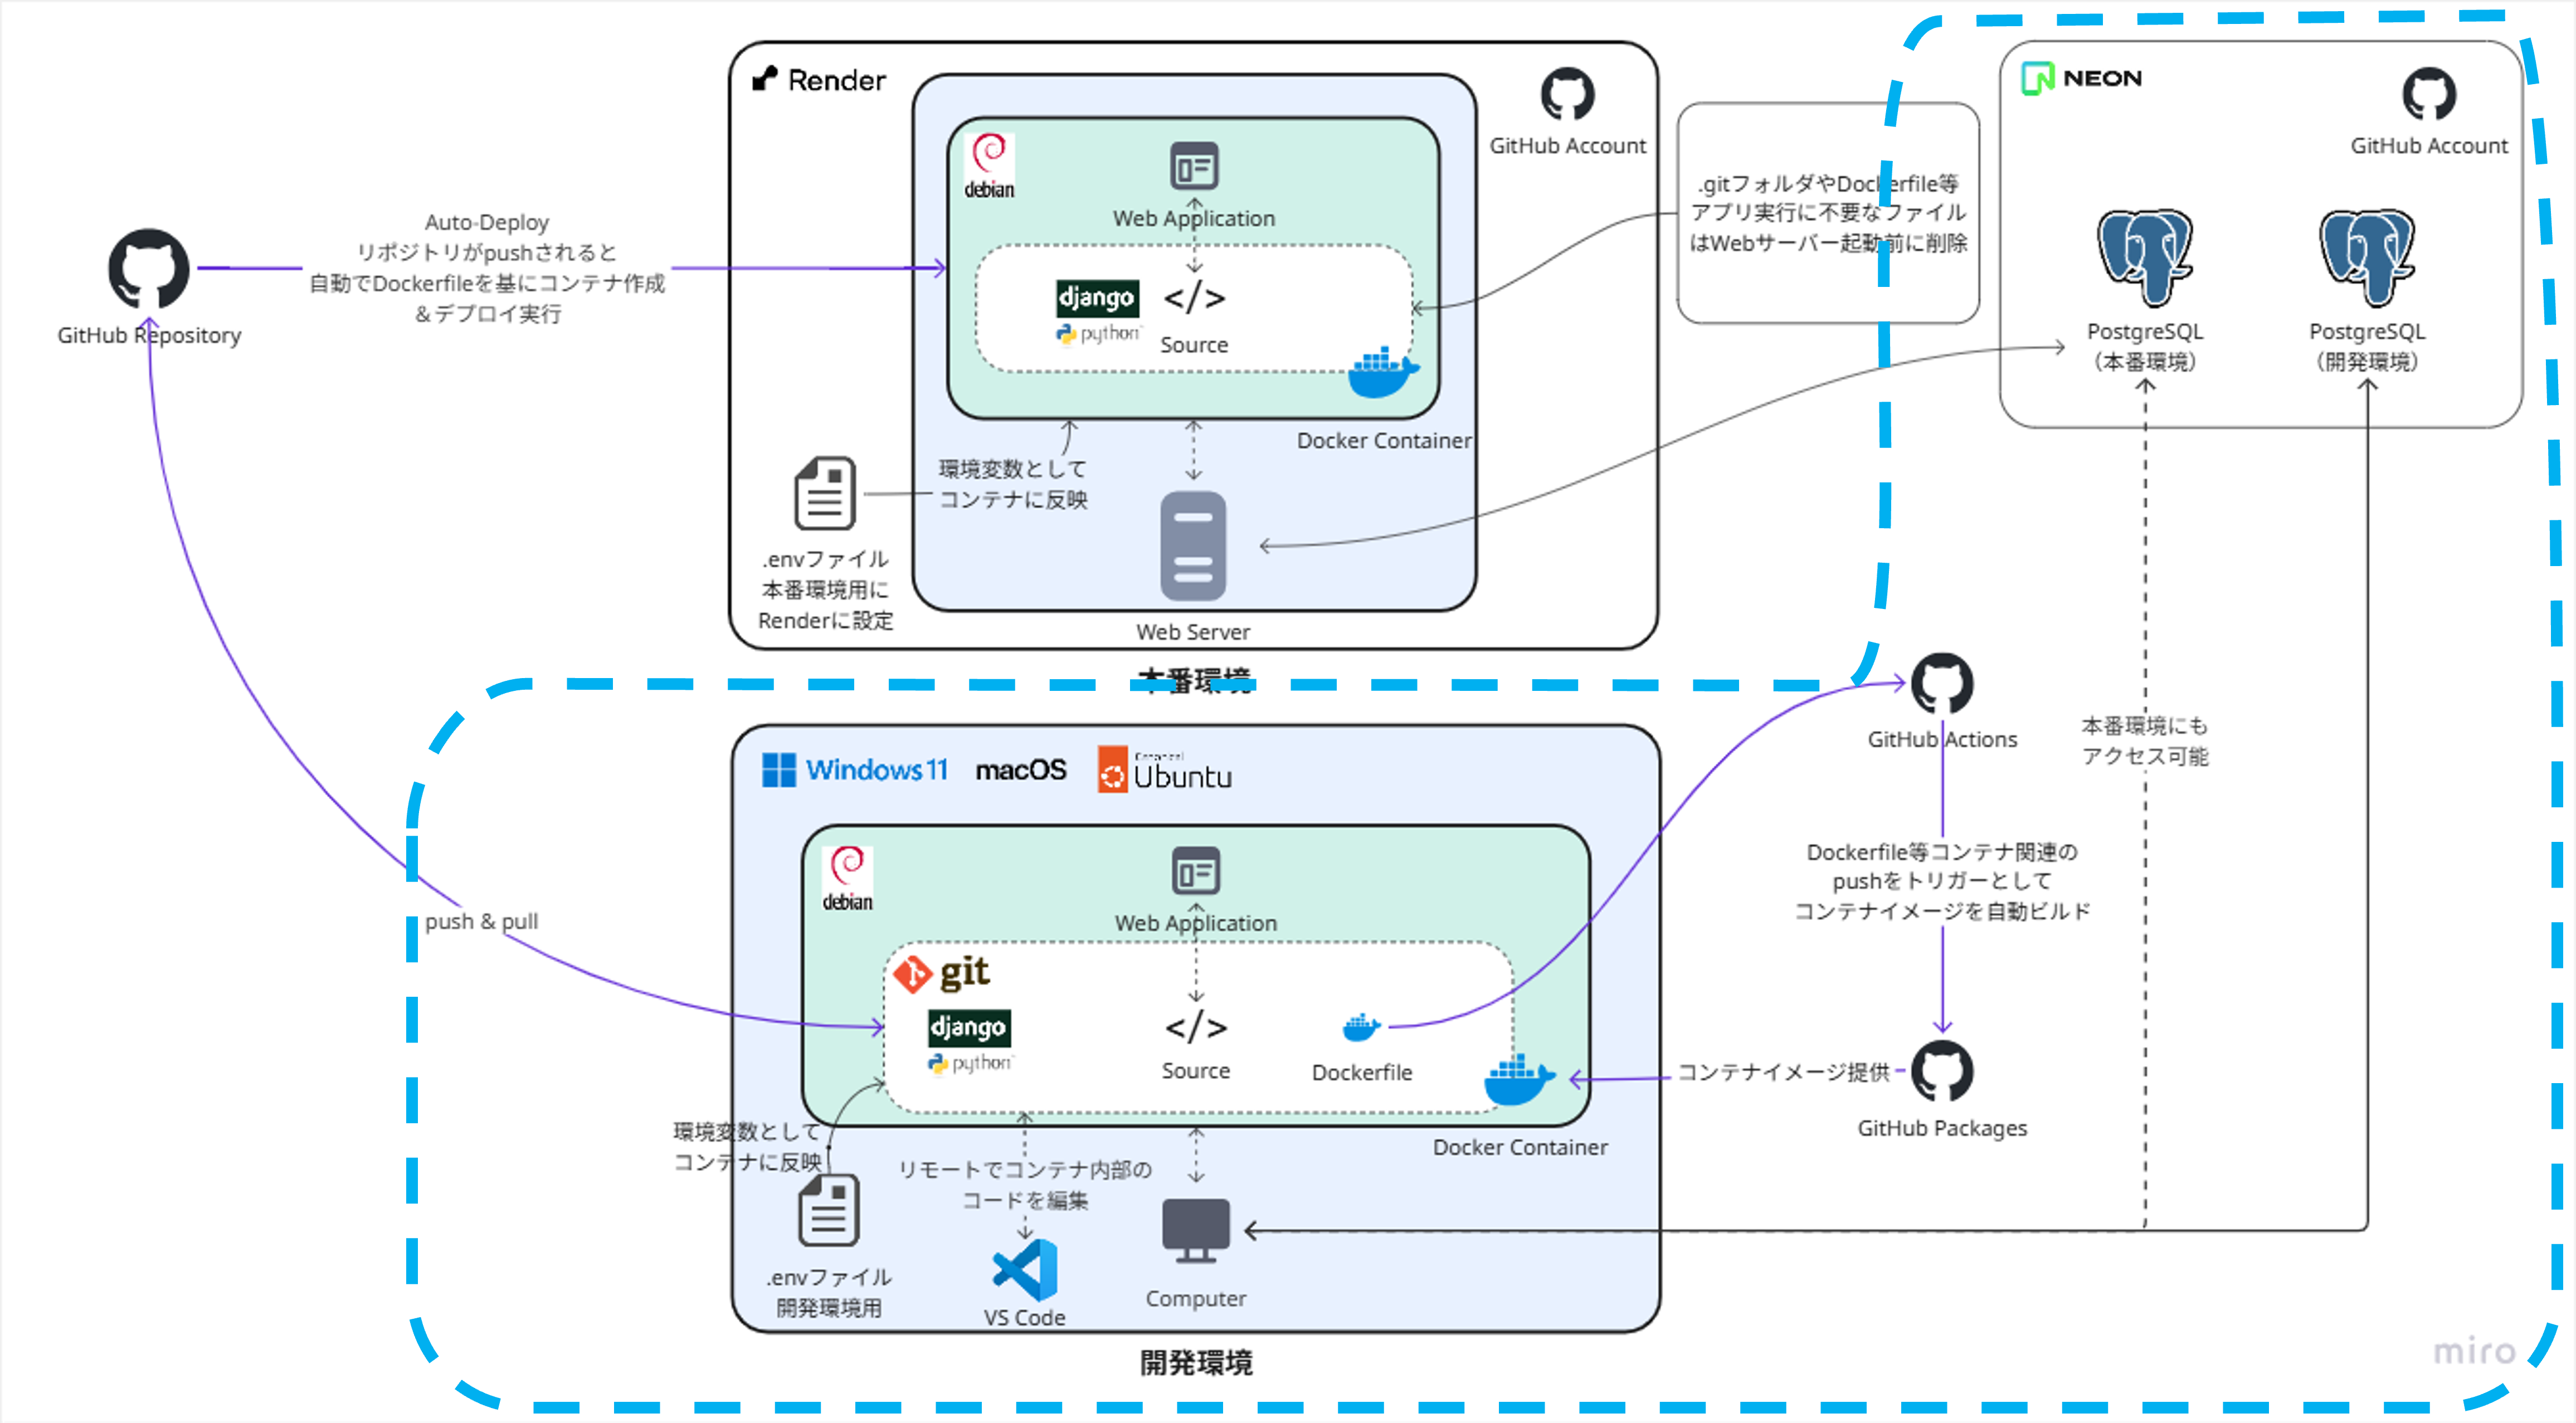 Render
GitHub Account
debian
Web Application
django
python
Source
Docker Container
環境変数として
コンテナに反映
.envファイル
本番環境用に
Renderに設定
Web Server
本番環境
GitHub Repository
Auto-Deploy
リポジトリがpushされると
自動でDockerfileを基にコンテナ作成
＆デプロイ実行
.gitフォルダやDockerfile等
アプリ実行に不要なファイル
はWebサーバー起動前に削除
NEON
GitHub Account
PostgreSQL
（本番環境）
PostgreSQL
（開発環境）
push & pull
Windows 11
macOS
Ubuntu
debian
Web Application
git
django
python
Source
Dockerfile
Docker Container
環境変数として
コンテナに反映
.envファイル
開発環境用
リモートでコンテナ内部の
コードを編集
VS Code
Computer
開発環境
GitHub Actions
Dockerfile等コンテナ関連の
pushをトリガーとして
コンテナイメージを自動ビルド
コンテナイメージ提供
GitHub Packages
本番環境にも
アクセス可能
miro